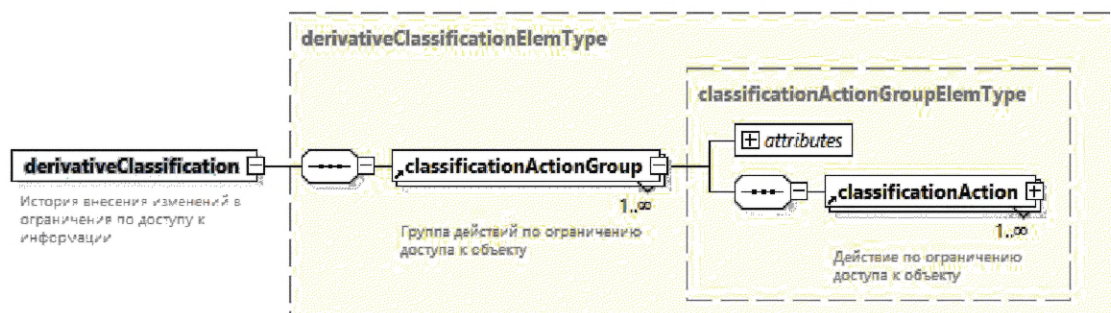 derivativeClassificationElemType
classificationActionGroupElemType
attributes
derivativeClassification
classificationActionGroup
classificationAction
История внесения изменений в
ограничения по доступу к
информации
1..∞
Группа действий по ограничению
доступа к объекту
1..∞
Действие по ограничению
доступа к объекту